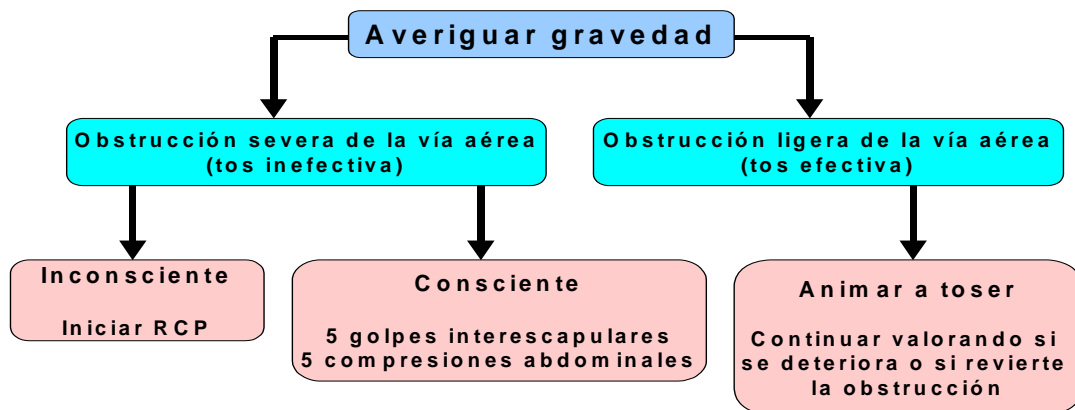 Averiguar gravedad
Obstrucción severa de la vía aérea
(tos inefectiva)
Obstrucción ligera de la vía aérea
(tos efectiva)
Inconsciente
Iniciar RCP
Consciente
5 golpes interescapulares
5 compresiones abdominales
Animar a toser
Continuar valorando si
se deteriora o si revierte
la obstrucción